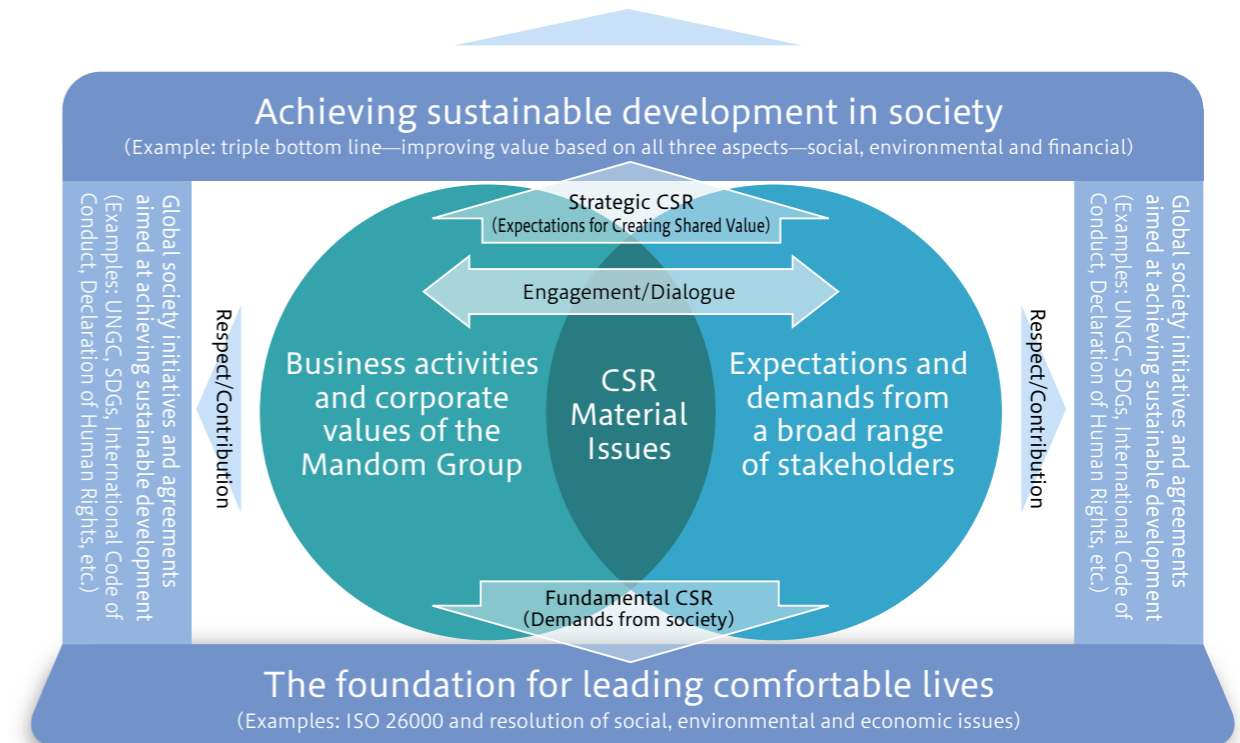 Achieving sustainable development in society
(Example: triple bottom line—improving value based on all three aspects—social, environmental and financial)
Global society initiatives and agreements
aimed at achieving sustainable development
(Examples: UNGC, SDGs, International Code of
Conduct, Declaration of Human Rights, etc.)
Respect/Contribution
Strategic CSR
(Expectations for Creating Shared Value)
Engagement/Dialogue
Business activities
and corporate
values of the
Mandom Group
CSR
Material
Issues
Expectations and
demands from
a broad range
of stakeholders
Fundamental CSR
(Demands from society)
Respect/Contribution
Global society initiatives and agreements
aimed at achieving sustainable development
(Examples: UNGC, SDGs, International Code of
Conduct, Declaration of Human Rights, etc.)
The foundation for leading comfortable lives
(Examples: ISO 26000 and resolution of social, environmental and economic issues)